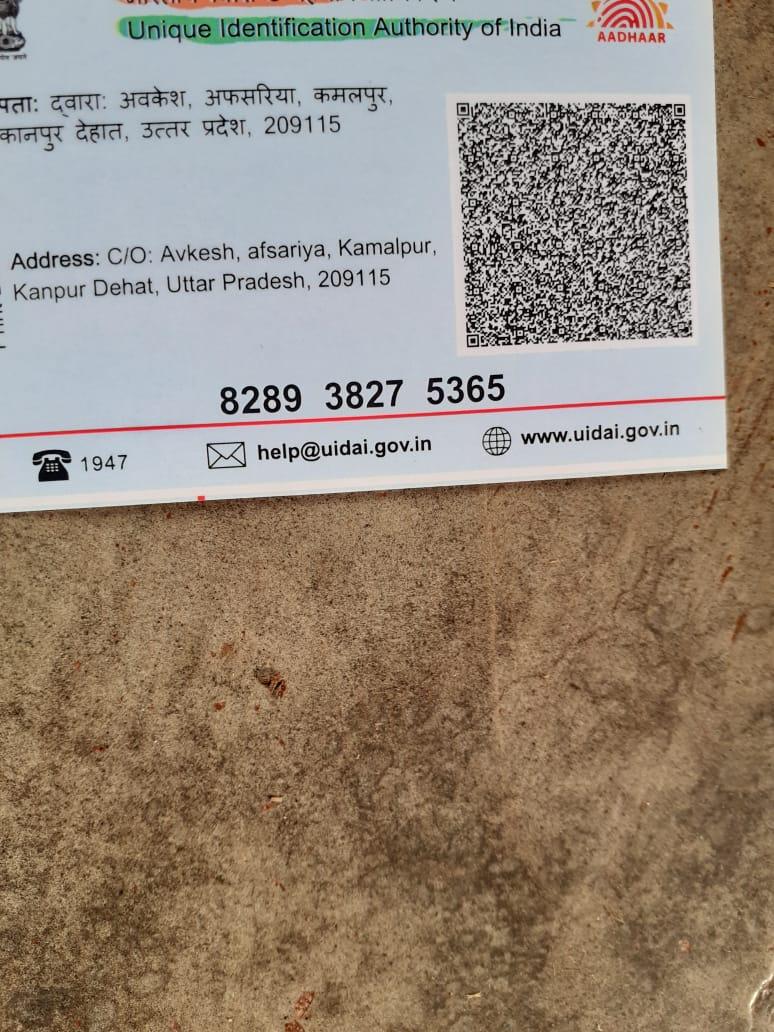 Unique Identification Authority of India
AADHAAR
पता: द्वारा: अवकेश, अफसरिया, कमलपुर,
कानपुर देहात, उत्तर प्रदेश, 209115
Address: C/O: Avkesh, afsariya, Kamalpur,
Kanpur Dehat, Uttar Pradesh, 209115
8289 3827 5365
1947
help@uidai.gov.in
www.uidai.gov.in